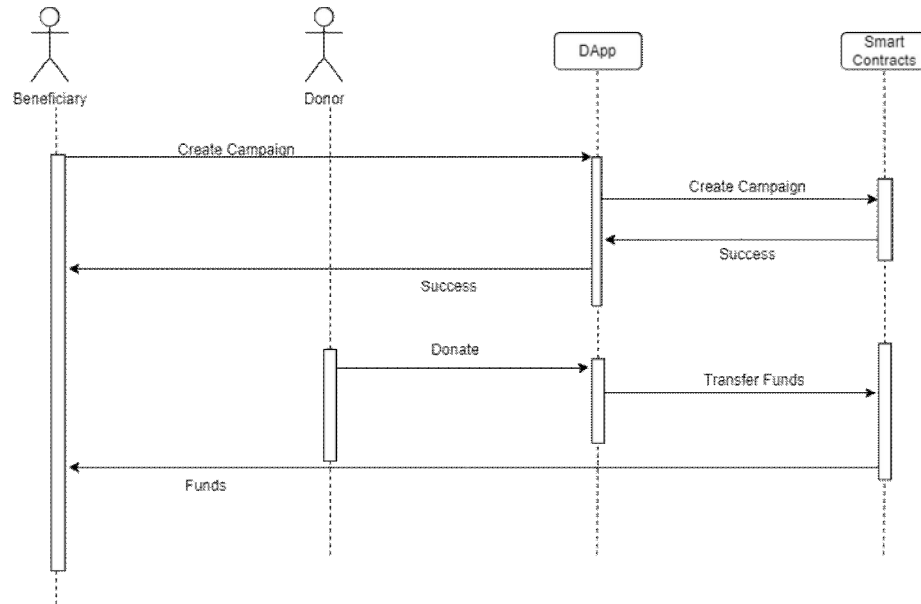 Beneficiary
Donor
DApp
Smart
Contracts
Create Campaign
Create Campaign
Success
Success
Donate
Transfer Funds
Funds